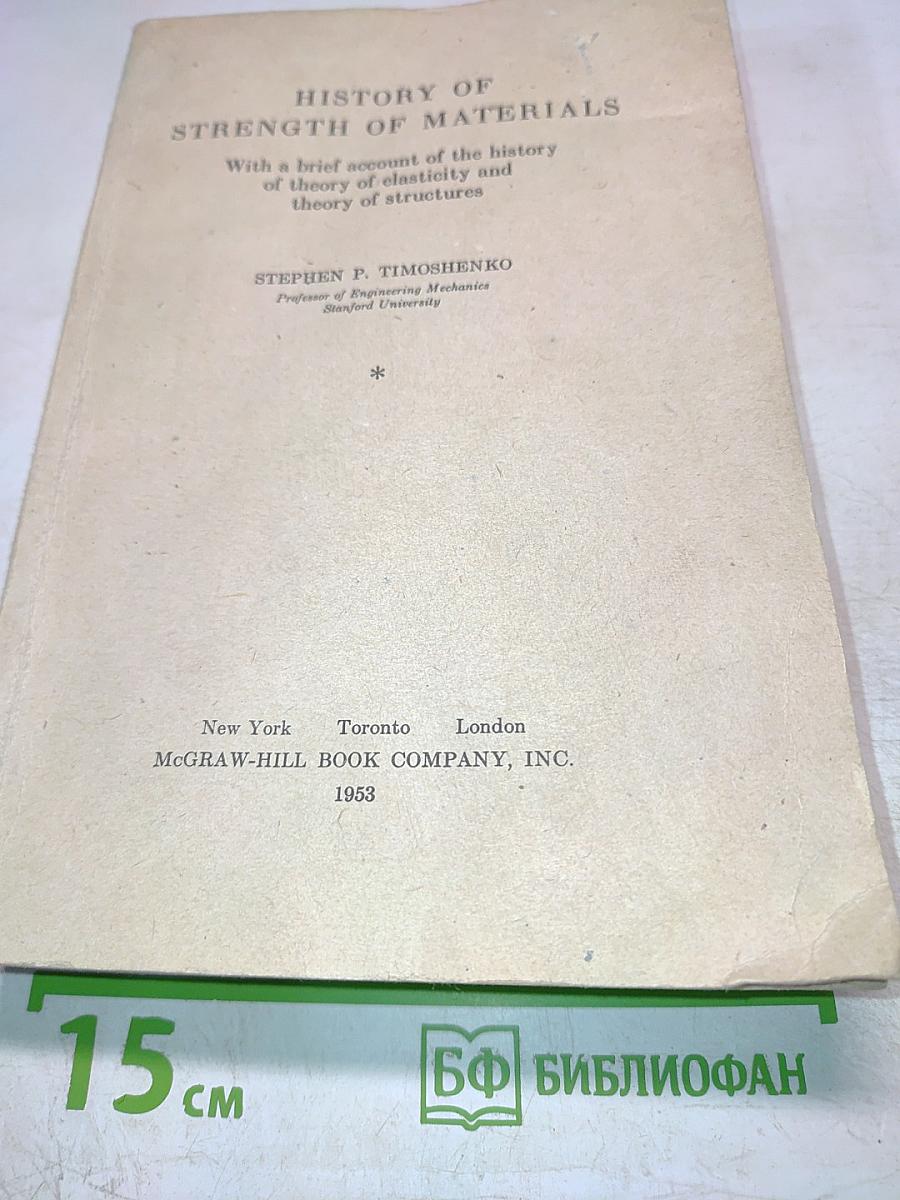 HISTORY OF
STRENGTH OF MATERIALS
With a brief account of the history
of theory of elasticity and
theory of structures
STEPHEN P. TIMOSHENKO
Professor of Engineering Mechanics
Stanford University
*
New York Toronto London
McGRAW-HILL BOOK COMPANY, INC.
1953
15 см
БФ БИБЛИОФАН